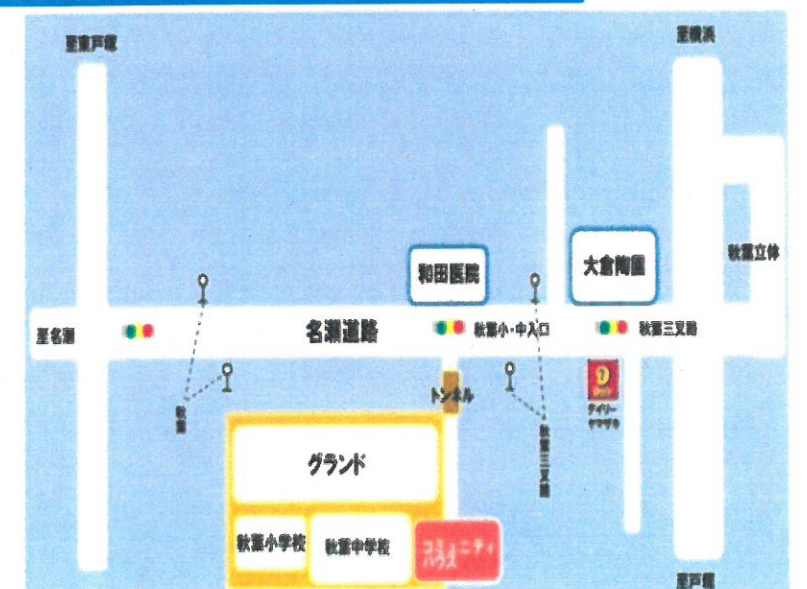 至東戸塚
至横浜
秋葉立体
和田医院
大倉陶園
至名瀬
名瀬道路
秋葉小・中入口
秋葉三叉路
トンネル
デイリー
ヤマザキ
秋葉
秋葉三叉路
グランド
秋葉小学校
秋葉中学校
コミュニティ
ハウス
至戸塚